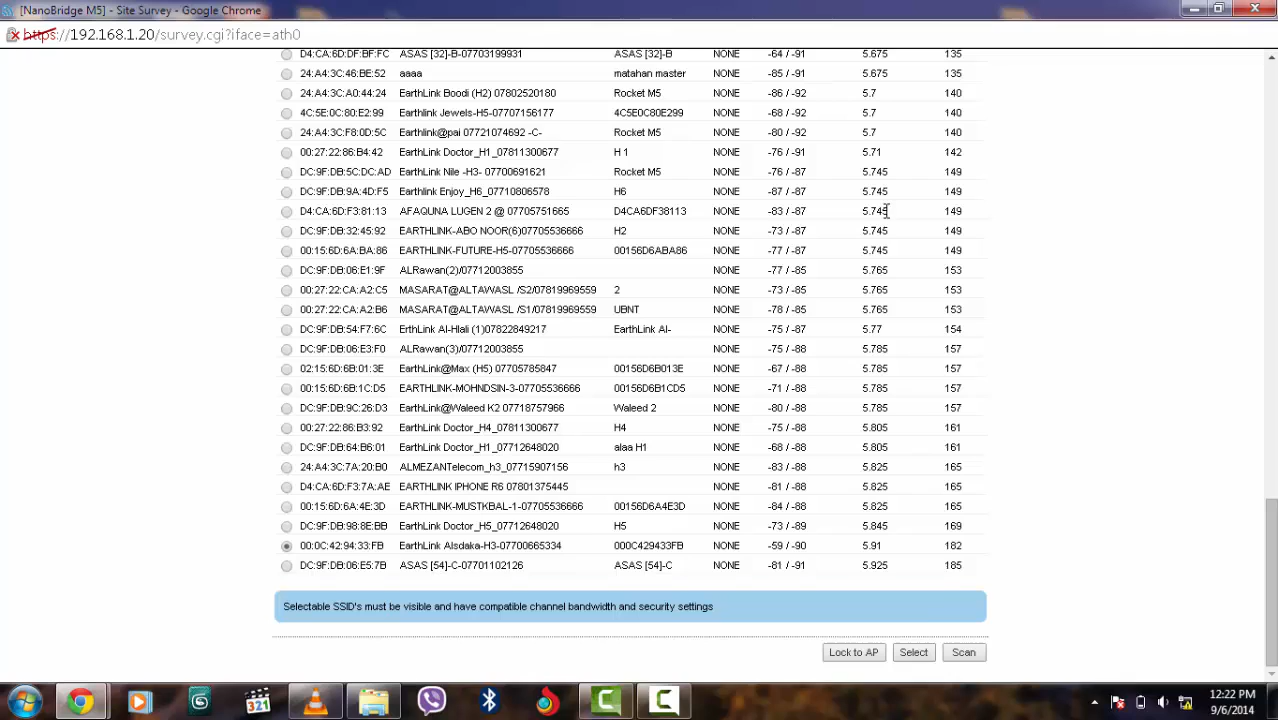 [NanoBridge M5] - Site Survey - Google Chrome
https://192.168.1.20/survey.cgi?iface=ath0
D4:CA:6D:DF:BF:FC ASAS [32]-B-07703199931 ASAS [32]-B NONE -64 / -91 5.675 135
24:A4:3C:46:BE:52 aaaa matahan master NONE -85 / -91 5.675 135
24:A4:3C:A0:44:24 EarthLink Boodi (H2) 07802520180 Rocket M5 NONE -86 / -92 5.7 140
4C:5E:0C:80:E2:99 Earthlink Jewels-H5-07707156177 4C5E0C80E299 NONE -68 / -92 5.7 140
24:A4:3C:F8:0D:5C Earthlink@pai 07721074692 -C- Rocket M5 NONE -80 / -92 5.7 140
00:27:22:86:B4:42 EarthLink Doctor_H1_07811300677 H 1 NONE -76 / -91 5.71 142
DC:9F:DB:5C:DC:AD EarthLink Nile -H3- 07700691621 Rocket M5 NONE -76 / -87 5.745 149
DC:9F:DB:9A:4D:F5 Earthlink Enjoy_H6_07710806578 H6 NONE -87 / -87 5.745 149
D4:CA:6D:F3:81:13 AFAQUNA LUGEN 2 @ 07705751665 D4CA6DF38113 NONE -83 / -87 5.745 149
DC:9F:DB:32:45:92 EARTHLINK-ABO NOOR(6)07705536666 H2 NONE -73 / -87 5.745 149
00:15:6D:6A:BA:86 EARTHLINK-FUTURE-H5-07705536666 00156D6ABA86 NONE -77 / -87 5.745 149
DC:9F:DB:06:E1:9F ALRawan(2)/07712003855 NONE -77 / -85 5.765 153
00:27:22:CA:A2:C5 MASARAT@ALTAWASL /S2/07819969559 2 NONE -73 / -85 5.765 153
00:27:22:CA:A2:B6 MASARAT@ALTAWASL /S1/07819969559 UBNT NONE -78 / -85 5.765 153
DC:9F:DB:54:F7:6C ErthLink Al-Hlali (1)07822849217 EarthLink Al- NONE -75 / -87 5.77 154
DC:9F:DB:06:E3:F0 ALRawan(3)/07712003855 NONE -75 / -88 5.785 157
02:15:6D:6B:01:3E EarthLink@Max (H5) 07705785847 00156D6B013E NONE -67 / -88 5.785 157
00:15:6D:6B:1C:D5 EARTHLINK-MOHNDSIN-3-07705536666 00156D6B1CD5 NONE -71 / -88 5.785 157
DC:9F:DB:9C:26:D3 EarthLink@Waleed K2 07718757966 Waleed 2 NONE -80 / -88 5.785 157
00:27:22:86:B3:92 EarthLink Doctor_H4_07811300677 H4 NONE -75 / -88 5.805 161
DC:9F:DB:64:B6:01 EarthLink Doctor_H1_07712648020 alaa H1 NONE -68 / -88 5.805 161
24:A4:3C:7A:20:B0 ALMEZANTelecom_h3_07715907156 h3 NONE -83 / -88 5.825 165
D4:CA:6D:F3:7A:AE EARTHLINK IPHONE R6 07801375445 NONE -81 / -88 5.825 165
00:15:6D:6A:4E:3D EARTHLINK-MUSTKBAL-1-07705536666 00156D6A4E3D NONE -84 / -88 5.825 165
DC:9F:DB:98:8E:BB EarthLink Doctor_H5_07712648020 H5 NONE -73 / -89 5.845 169
00:0C:42:94:33:FB EarthLink Alsdaka-H3-07700665334 000C429433FB NONE -59 / -90 5.91 182
DC:9F:DB:06:E5:7B ASAS [54]-C-07701102126 ASAS [54]-C NONE -81 / -91 5.925 185
Selectable SSID's must be visible and have compatible channel bandwidth and security settings
Lock to AP Select Scan
321
12:22 PM
9/6/2014